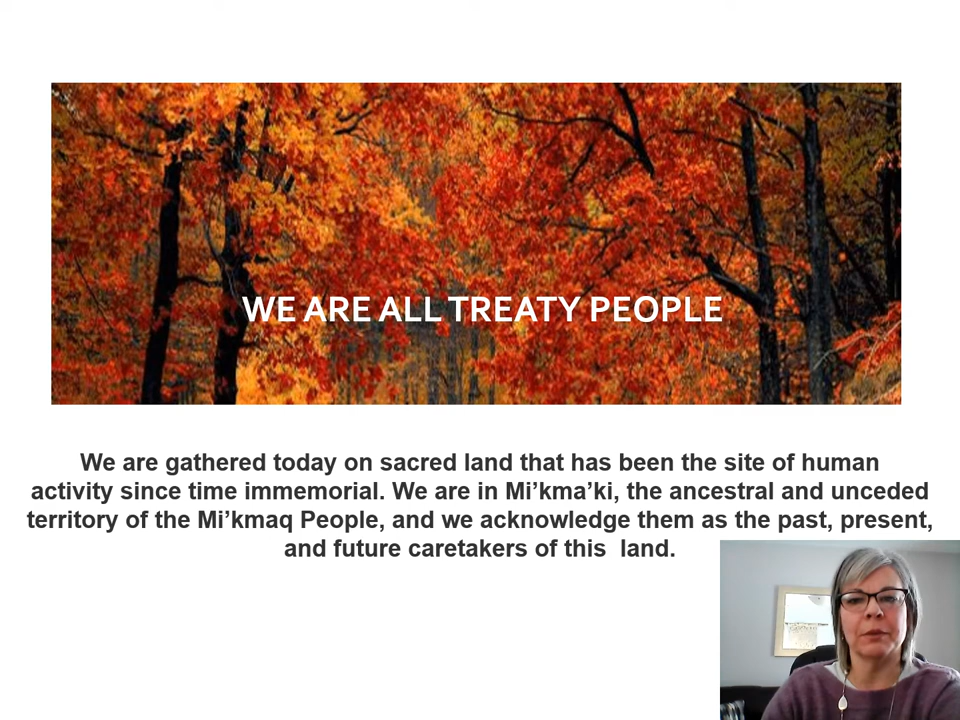 WE ARE ALL TREATY PEOPLE
We are gathered today on sacred land that has been the site of human
activity since time immemorial. We are in Mi’kma’ki, the ancestral and unceded
territory of the Mi’kmaq People, and we acknowledge them as the past, present,
and future caretakers of this  land.